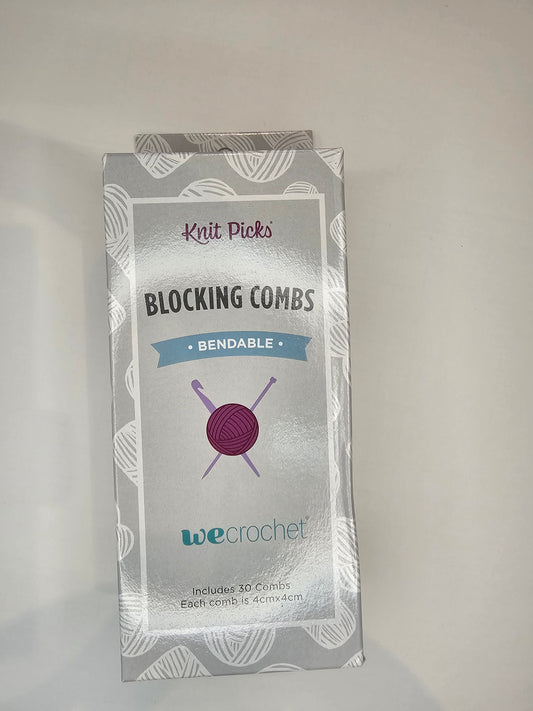 Knit Picks®
BLOCKING COMBS
• BENDABLE •
wecrochet
Includes 30 Combs
Each comb is 4cmx4cm